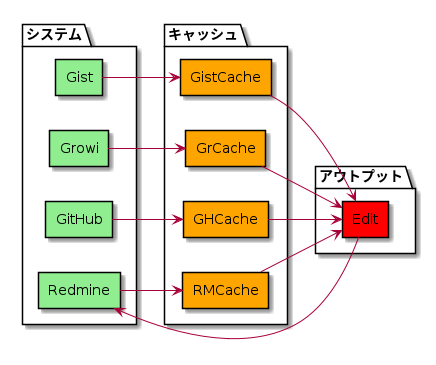 システム
キャッシュ
Gist
GistCache
Growi
GrCache
アウトプット
GitHub
GHCache
Edit
Redmine
RMCache